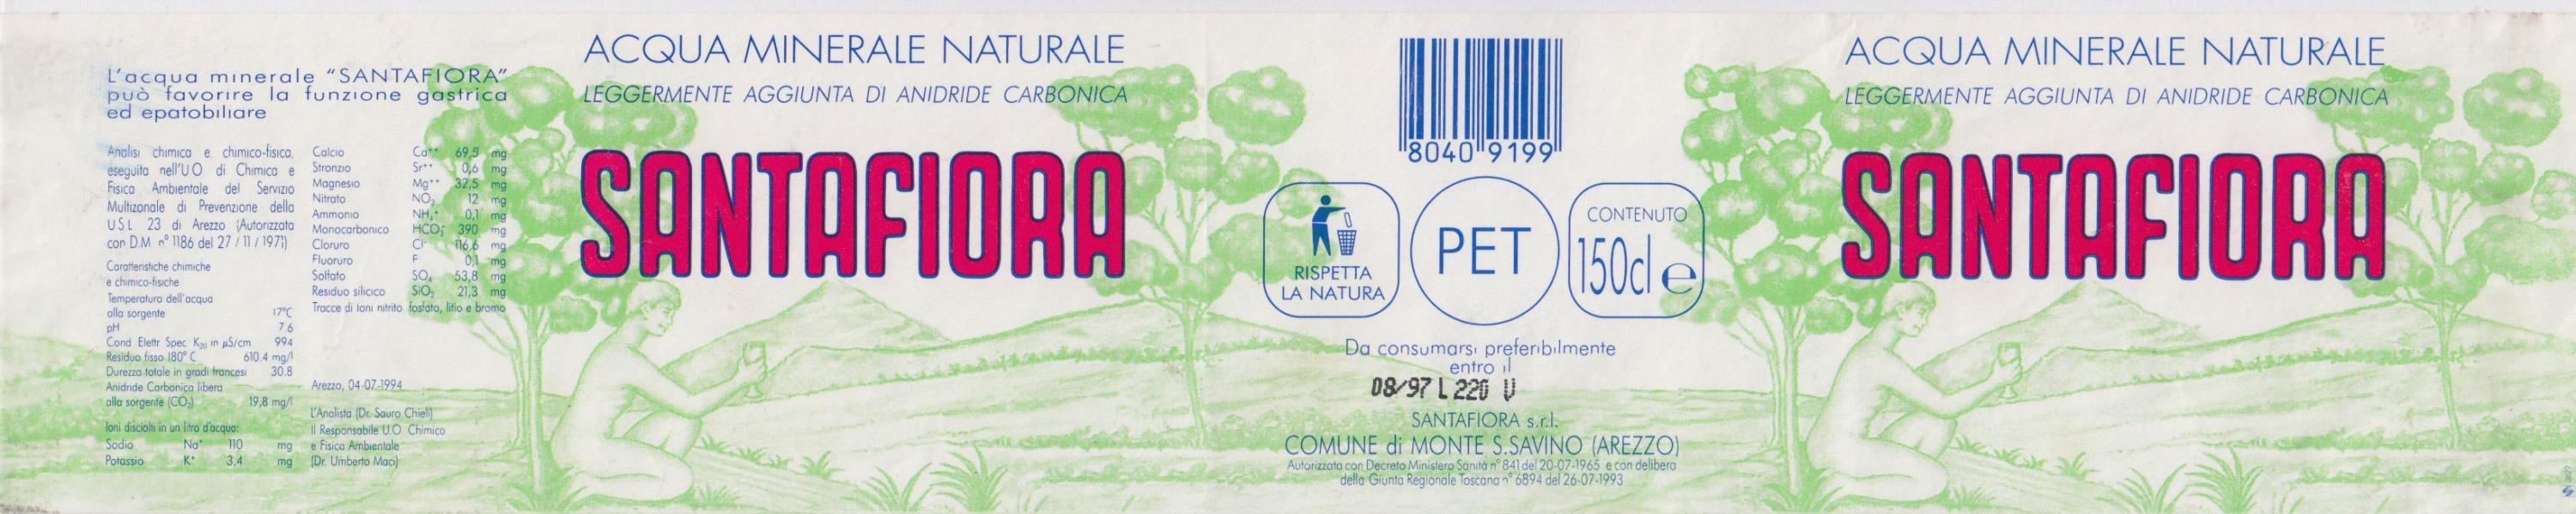 L'acqua minerale "SANTAFIORA"
può favorire la funzione gastrica
ed epatobiliare
Analisi chimica e chimico-fisica,
eseguita nell'U O di Chimica e
Fisica Ambientale del Servizio
Multizonale di Prevenzione della
U S L 23 di Arezzo (Autorizzata
con D.M n° 1186 del 27 / 11 / 1971)
Caratteristiche chimiche
e chimico-fisiche
Temperatura dell'acqua
alla sorgente 17°C
pH 7.6
Cond Elettr Spec K₂₀ in µS/cm 994
Residuo fisso 180° C 610.4 mg/l
Durezza totale in gradi francesi 30.8
Anidride Carbonica libera
alla sorgente (CO₂) 19,8 mg/l
Ioni disciolti in un litro d'acqua:
Sodio Na⁺ 110 mg
Potassio K⁺ 3,4 mg
Calcio Ca⁺⁺ 69,5 mg
Stronzio Sr⁺⁺ 0,6 mg
Magnesio Mg⁺⁺ 32,5 mg
Nitrato NO₃ 12 mg
Ammonio NH₄⁺ 0,1 mg
Monocarbonico HCO₃⁻ 390 mg
Cloruro Cl⁻ 116,6 mg
Fluoruro F 0,1 mg
Solfato SO₄ 53,8 mg
Residuo silicico SiO₂ 21,3 mg
Tracce di ioni nitrito fosfato, litio e bromo
Arezzo, 04-07-1994
L'Analista (Dr. Sauro Chieli)
Il Responsabile U.O Chimico
e Fisica Ambientale
(Dr. Umberto Maci)
ACQUA MINERALE NATURALE
LEGGERMENTE AGGIUNTA DI ANIDRIDE CARBONICA
SANTAFIORA
8040 9199
RISPETTA
LA NATURA
PET
CONTENUTO
150cl e
Da consumarsi preferibilmente
entro il
08/97 L 220 V
SANTAFIORA s.r.l.
COMUNE di MONTE S.SAVINO (AREZZO)
Autorizzata con Decreto Ministero Sanità n° 841 del 20-07-1965 e con delibera
della Giunta Regionale Toscana n° 6894 del 26-07-1993
ACQUA MINERALE NATURALE
LEGGERMENTE AGGIUNTA DI ANIDRIDE CARBONICA
SANTAFIORA